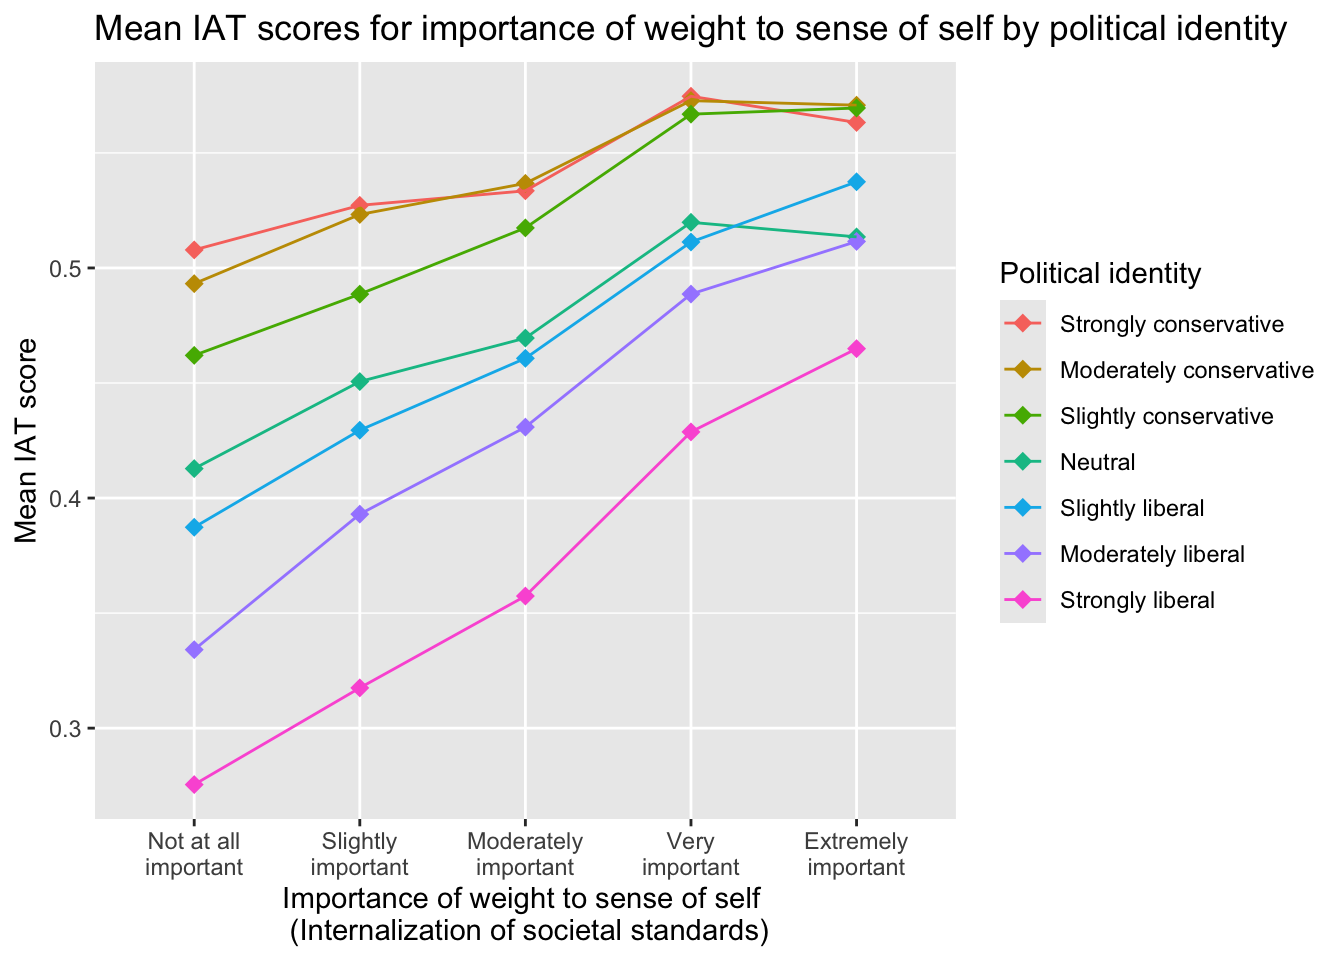 Mean IAT scores for importance of weight to sense of self by political identity
Mean IAT score
0.5
0.4
0.3
Not at all
important
Slightly
important
Moderately
important
Very
important
Extremely
important
Importance of weight to sense of self
(Internalization of societal standards)
Political identity
Strongly conservative
Moderately conservative
Slightly conservative
Neutral
Slightly liberal
Moderately liberal
Strongly liberal